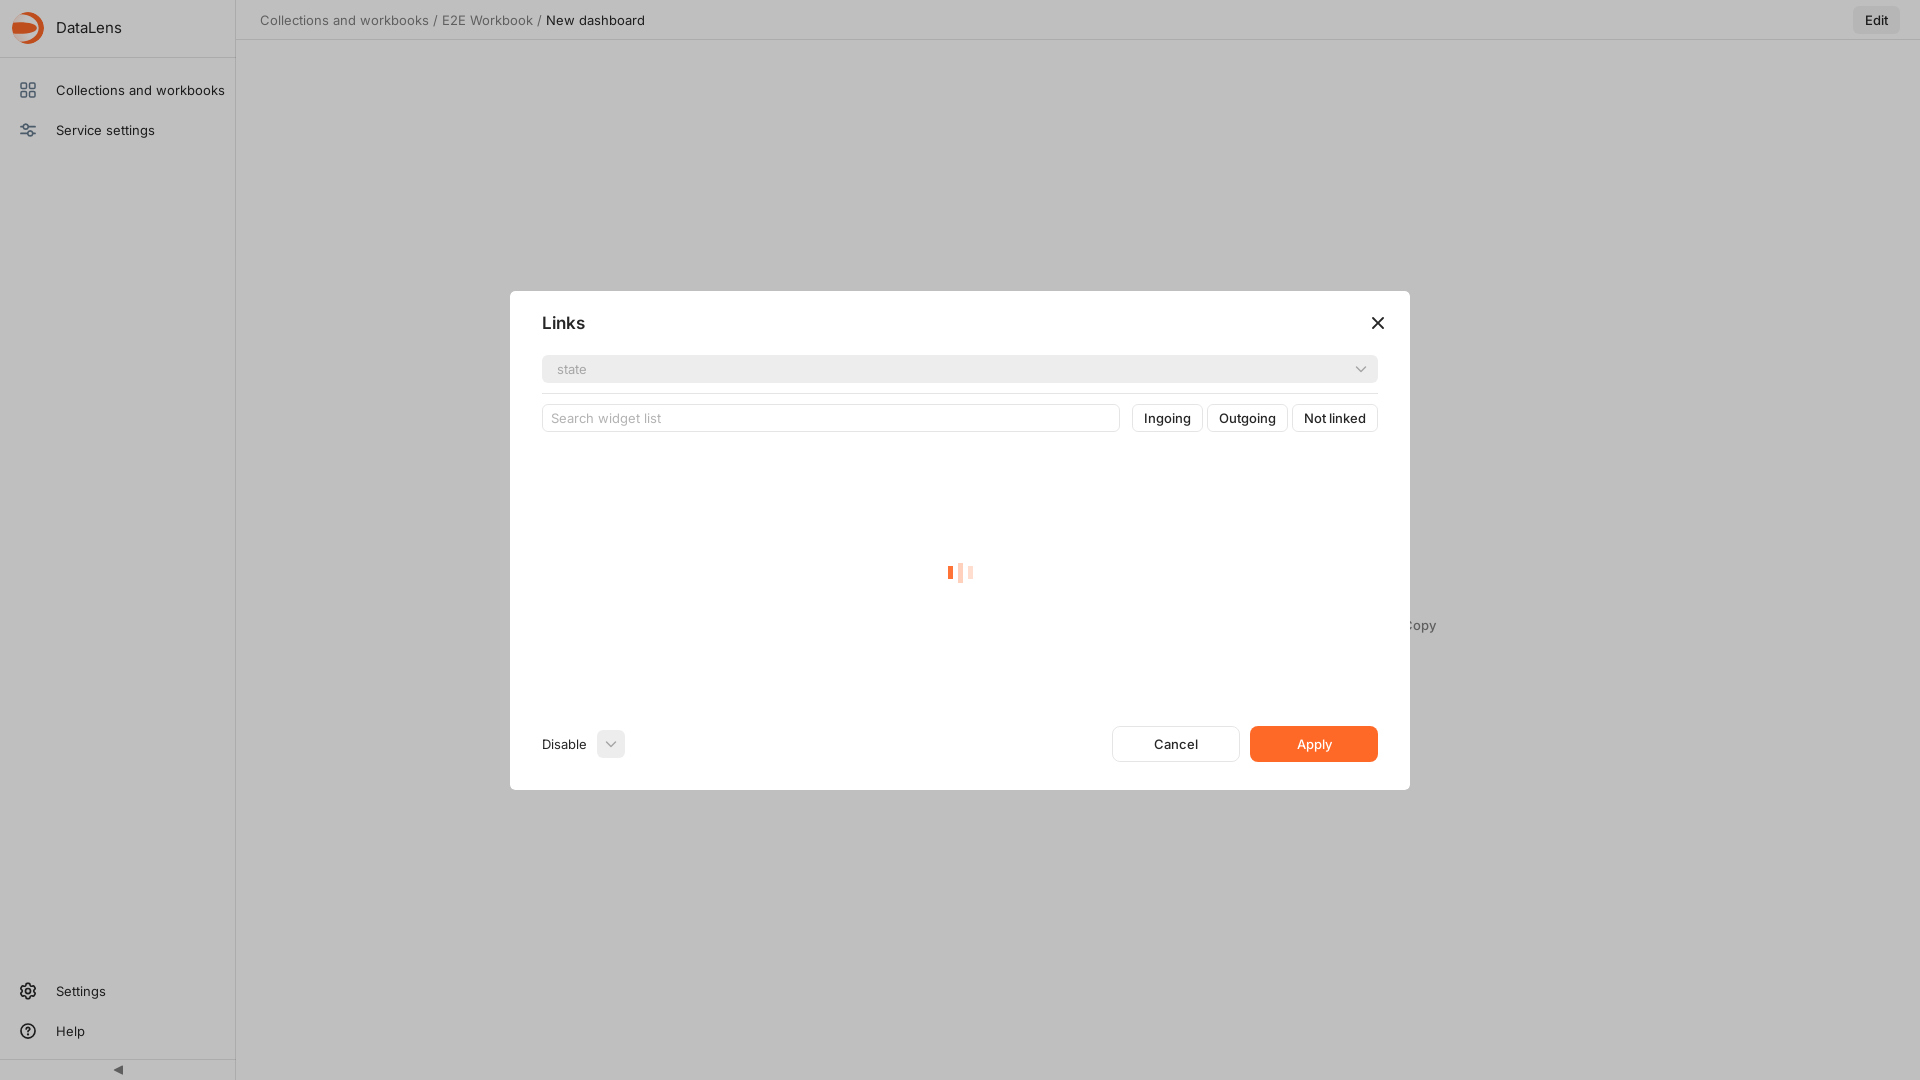 DataLens
Collections and workbooks / E2E Workbook / New dashboard
Edit
Collections and workbooks
Service settings
Links
state
Search widget list
Ingoing
Outgoing
Not linked
Copy
Disable
Cancel
Apply
Settings
Help